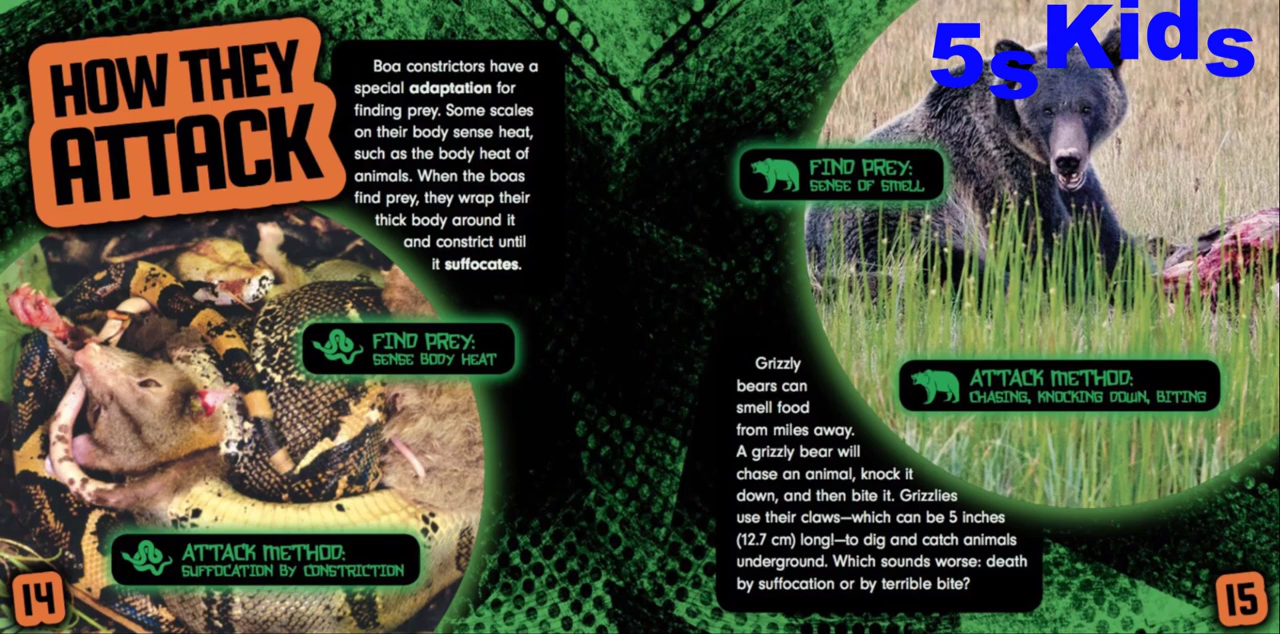 HOW THEY
ATTACK
Boa constrictors have a
special adaptation for
finding prey. Some scales
on their body sense heat,
such as the body heat of
animals. When the boas
find prey, they wrap their
thick body around it
and constrict until
it suffocates.
FIND PREY:
SENSE BODY HEAT
ATTACK METHOD:
SUFFOCATION BY CONSTRICTION
14
5sKids
FIND PREY:
SENSE OF SMELL
ATTACK METHOD:
CHASING, KNOCKING DOWN, BITING
Grizzly
bears can
smell food
from miles away.
A grizzly bear will
chase an animal, knock it
down, and then bite it. Grizzlies
use their claws—which can be 5 inches
(12.7 cm) long!—to dig and catch animals
underground. Which sounds worse: death
by suffocation or by terrible bite?
15